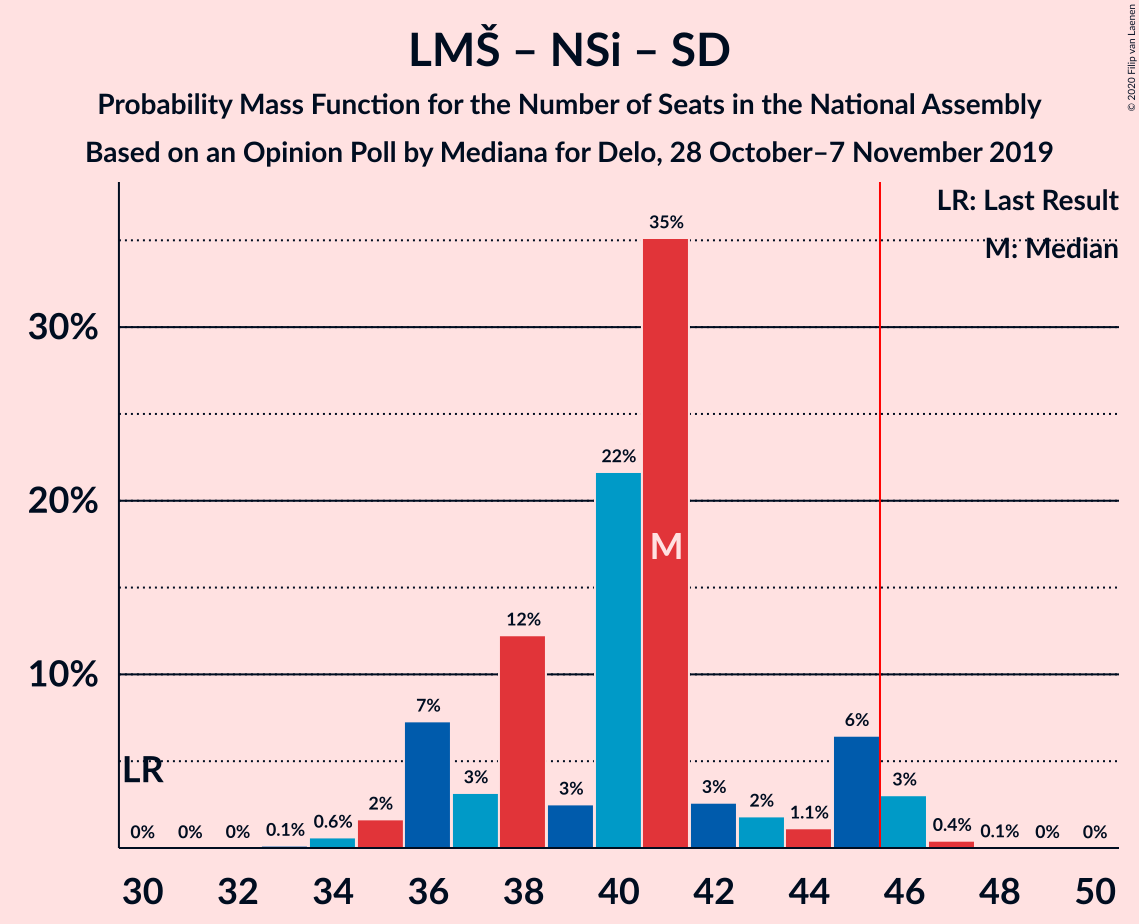 © 2020 Filip van Laenen
LMŠ – NSi – SD
Probability Mass Function for the Number of Seats in the National Assembly
Based on an Opinion Poll by Mediana for Delo, 28 October–7 November 2019
LR: Last Result
M: Median
30%
20%
10%
LR
M
0% 0% 0% 0.1% 0.6% 2% 7% 3% 12% 3% 22% 35% 3% 2% 1.1% 6% 3% 0.4% 0.1% 0% 0%
30 32 34 36 38 40 42 44 46 48 50